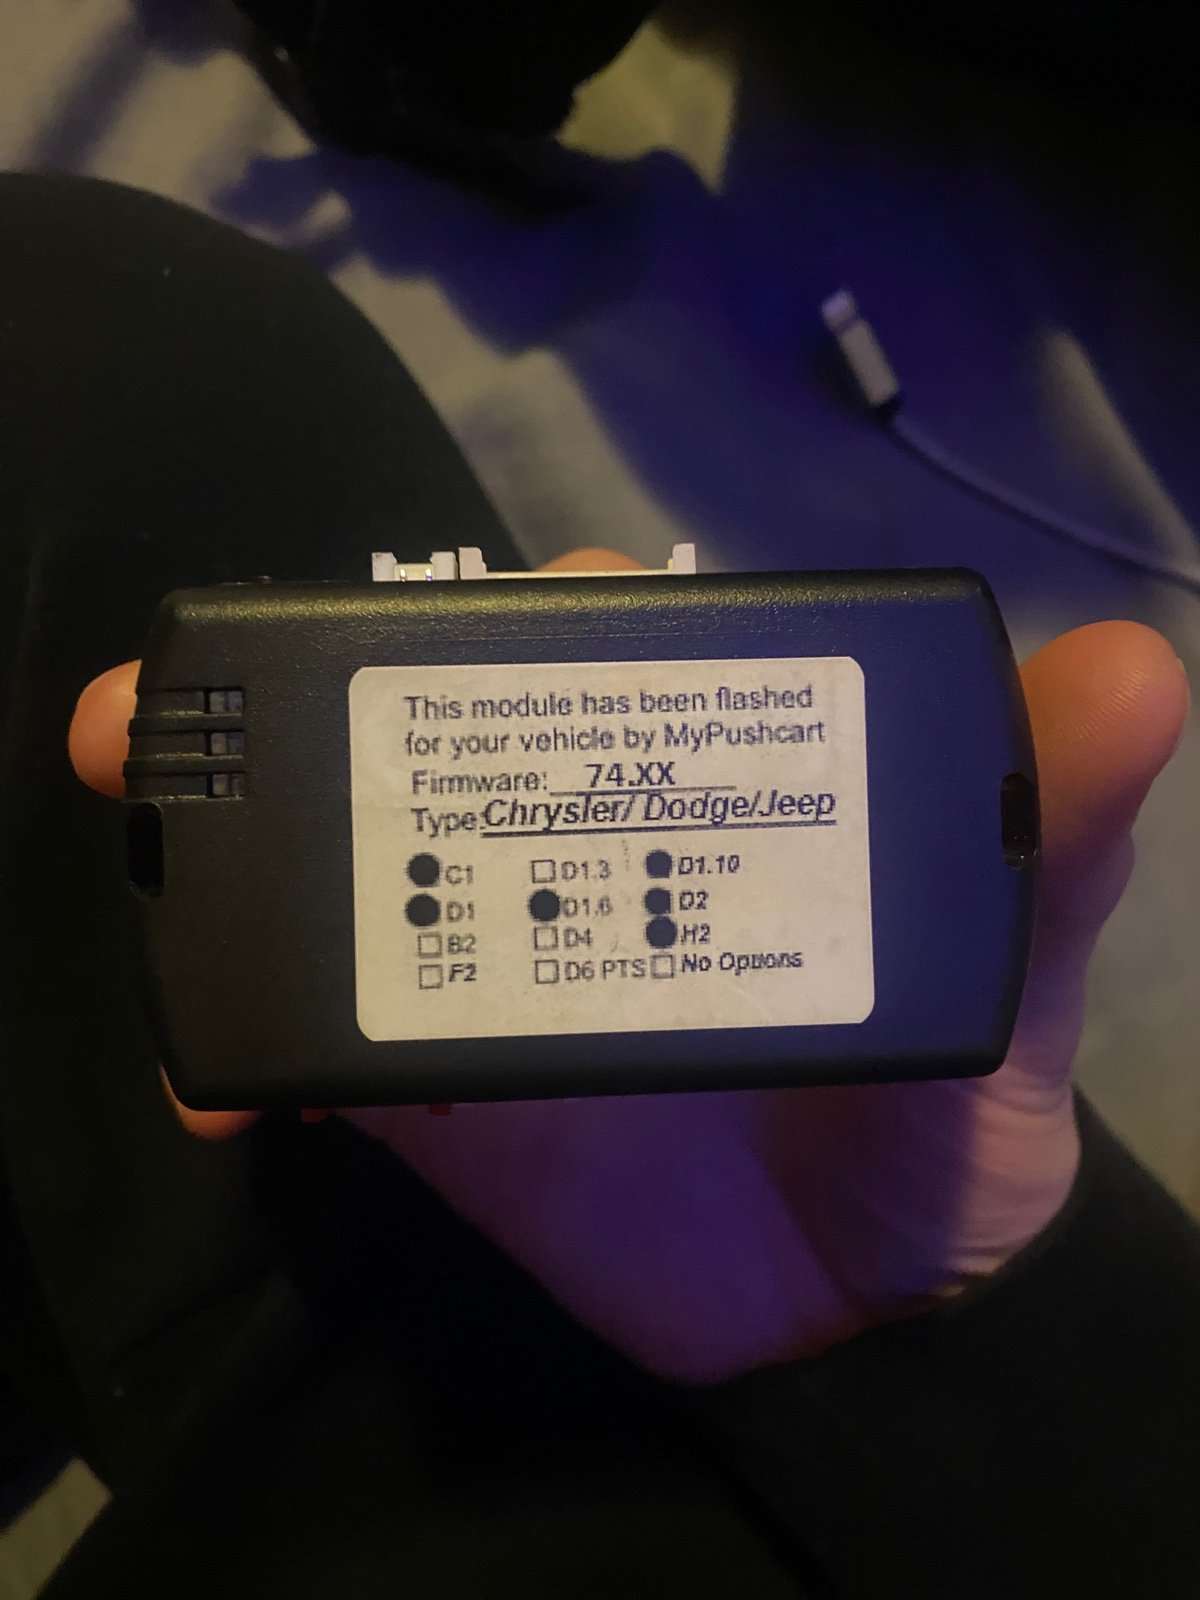 This module has been flashed
for your vehicle by MyPushcart
Firmware: 74.XX
Type: Chrysler/ Dodge/Jeep
C1 D1.3 D1.10
D1 D1.6 D2
B2 D4 H2
F2 D6 PTS No Options